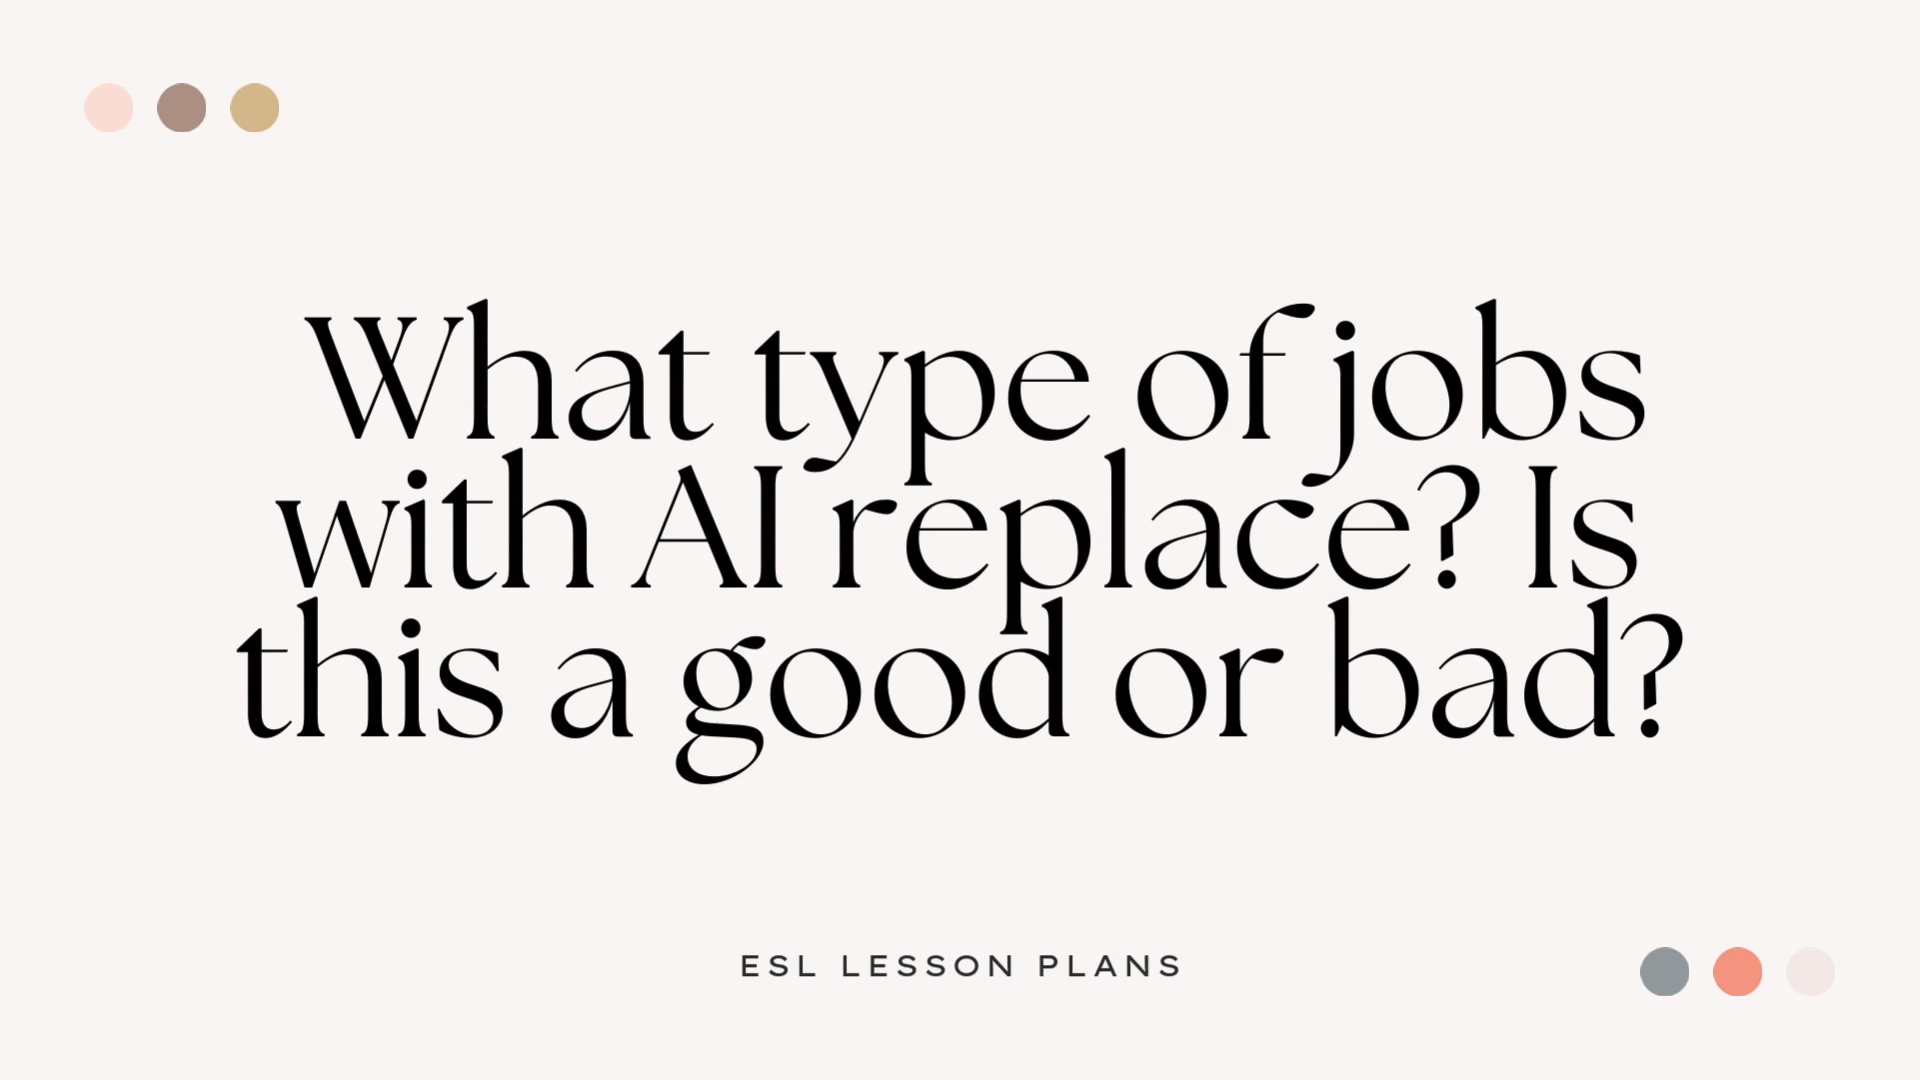 What type of jobs
with AI replace? Is
this a good or bad?
ESL LESSON PLANS